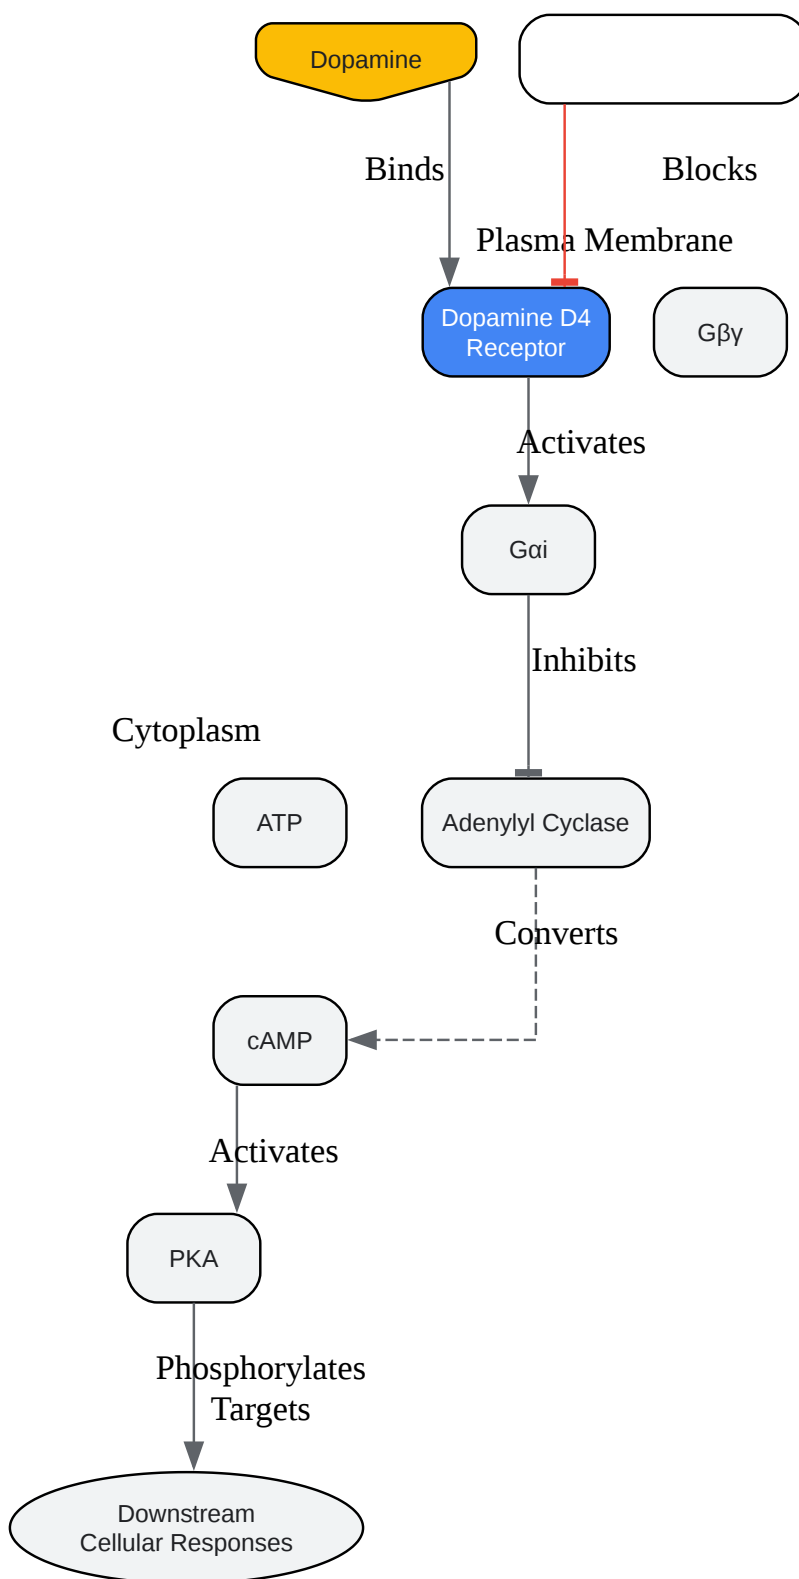 Dopamine
Binds
Blocks
Plasma Membrane
Dopamine D4
Receptor
Gβγ
Activates
Gαi
Inhibits
Cytoplasm
ATP
Adenylyl Cyclase
Converts
cAMP
Activates
PKA
Phosphorylates
Targets
Downstream
Cellular Responses